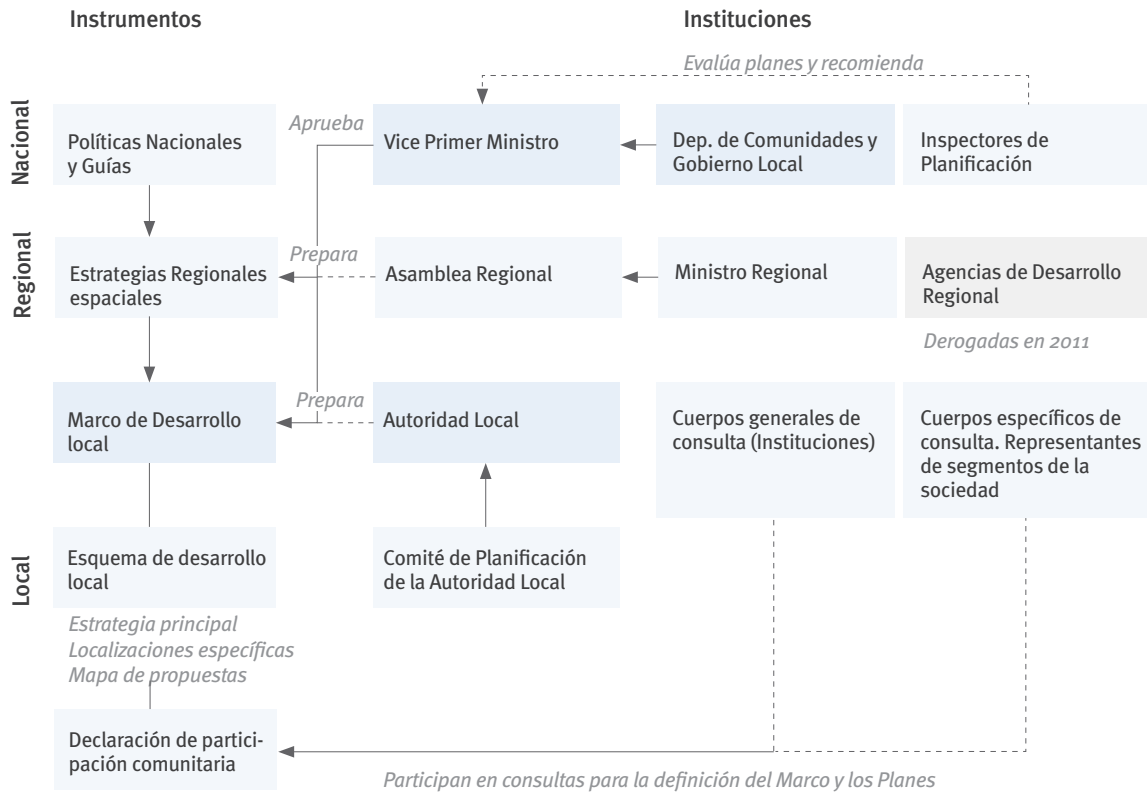 Instrumentos
Instituciones
Evalúa planes y recomienda
Nacional
Políticas Nacionales
y Guías
Aprueba
Vice Primer Ministro
Dep. de Comunidades y
Gobierno Local
Inspectores de
Planificación
Regional
Estrategias Regionales
espaciales
Prepara
Asamblea Regional
Ministro Regional
Agencias de Desarrollo
Regional
Derogadas en 2011
Local
Marco de Desarrollo
local
Prepara
Autoridad Local
Cuerpos generales de
consulta (Instituciones)
Cuerpos específicos de
consulta. Representantes
de segmentos de la
sociedad
Esquema de desarrollo
local
Comité de Planificación
de la Autoridad Local
Estrategia principal
Localizaciones específicas
Mapa de propuestas
Declaración de partici-
pación comunitaria
Participan en consultas para la definición del Marco y los Planes